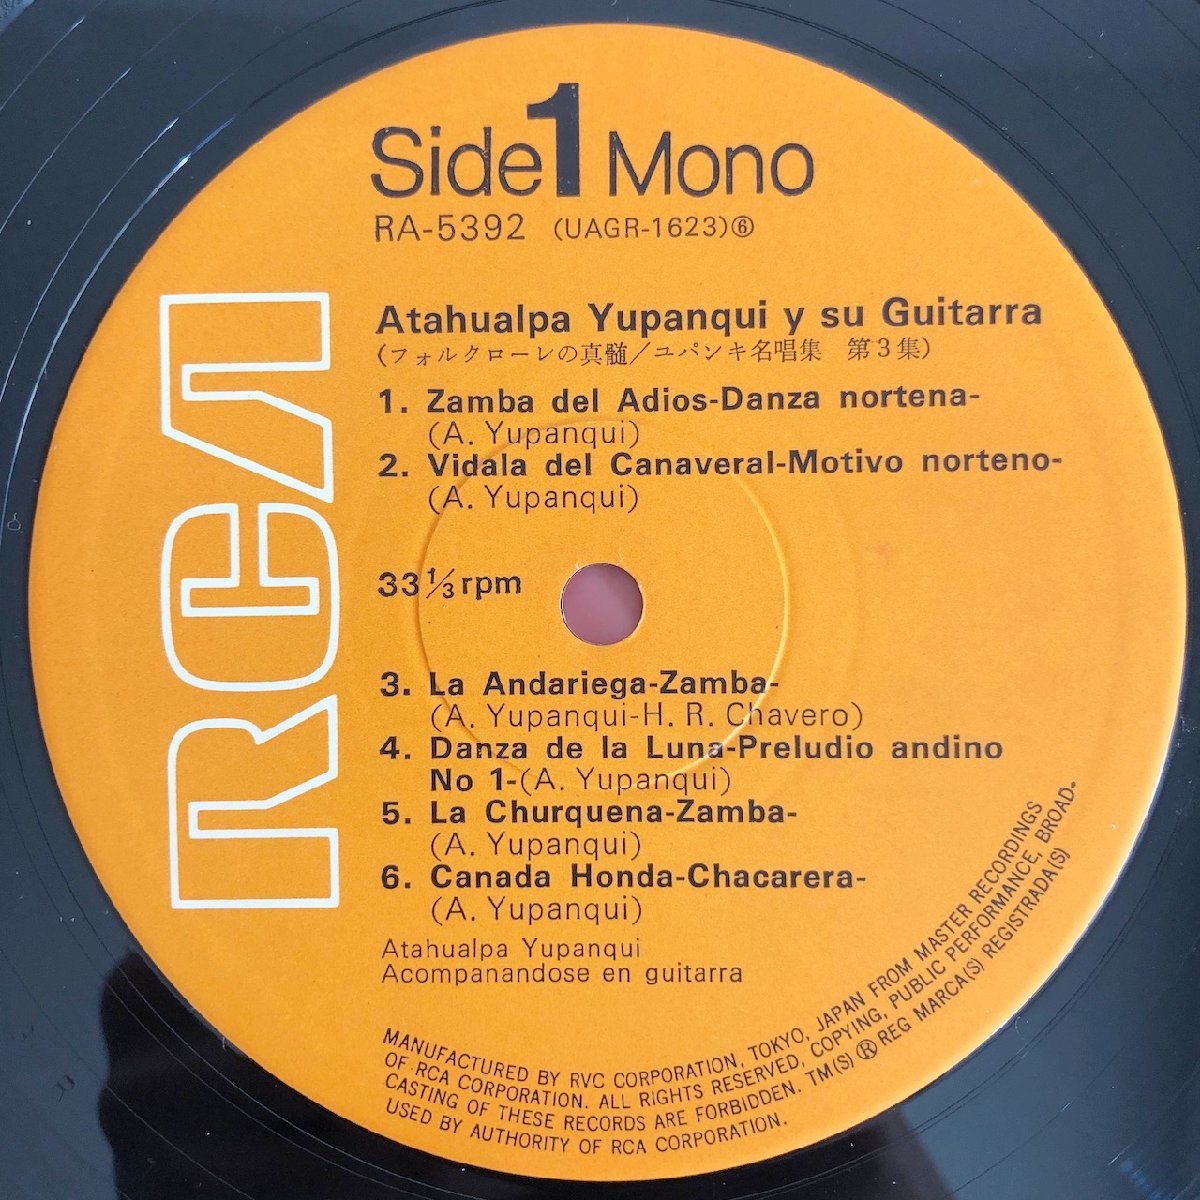 Side 1 Mono
RA-5392 (UAGR-1623)⑥
RCA
Atahualpa Yupanqui y su Guitarra
(フォルクローレの真髄/ユパンキ名唱集 第3集)
1. Zamba del Adios-Danza nortena-
(A. Yupanqui)
2. Vidala del Canaveral-Motivo norteno-
(A. Yupanqui)
33⅓rpm
3. La Andariega-Zamba-
(A. Yupanqui-H. R. Chavero)
4. Danza de la Luna-Preludio andino
No 1-(A. Yupanqui)
5. La Churquena-Zamba-
(A. Yupanqui)
6. Canada Honda-Chacarera-
(A. Yupanqui)
Atahualpa Yupanqui
Acompanandose en guitarra
MANUFACTURED BY RVC CORPORATION, TOKYO, JAPAN FROM MASTER RECORDINGS
OF RCA CORPORATION. ALL RIGHTS RESERVED, COPYING, PUBLIC PERFORMANCE, BROAD-
CASTING OF THESE RECORDS ARE FORBIDDEN. TM(S) ® REG MARCA(S) REGISTRADA(S)
USED BY AUTHORITY OF RCA CORPORATION.